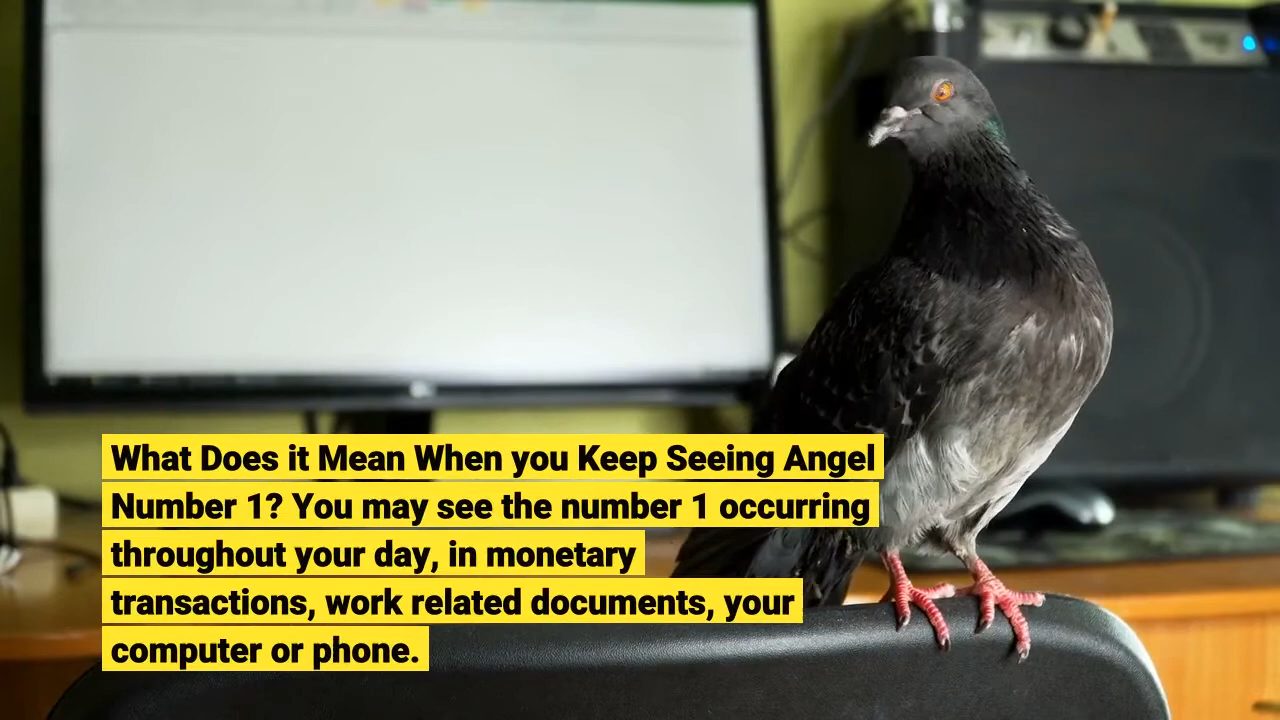 What Does it Mean When you Keep Seeing Angel
Number 1? You may see the number 1 occurring
throughout your day, in monetary
transactions, work related documents, your
computer or phone.